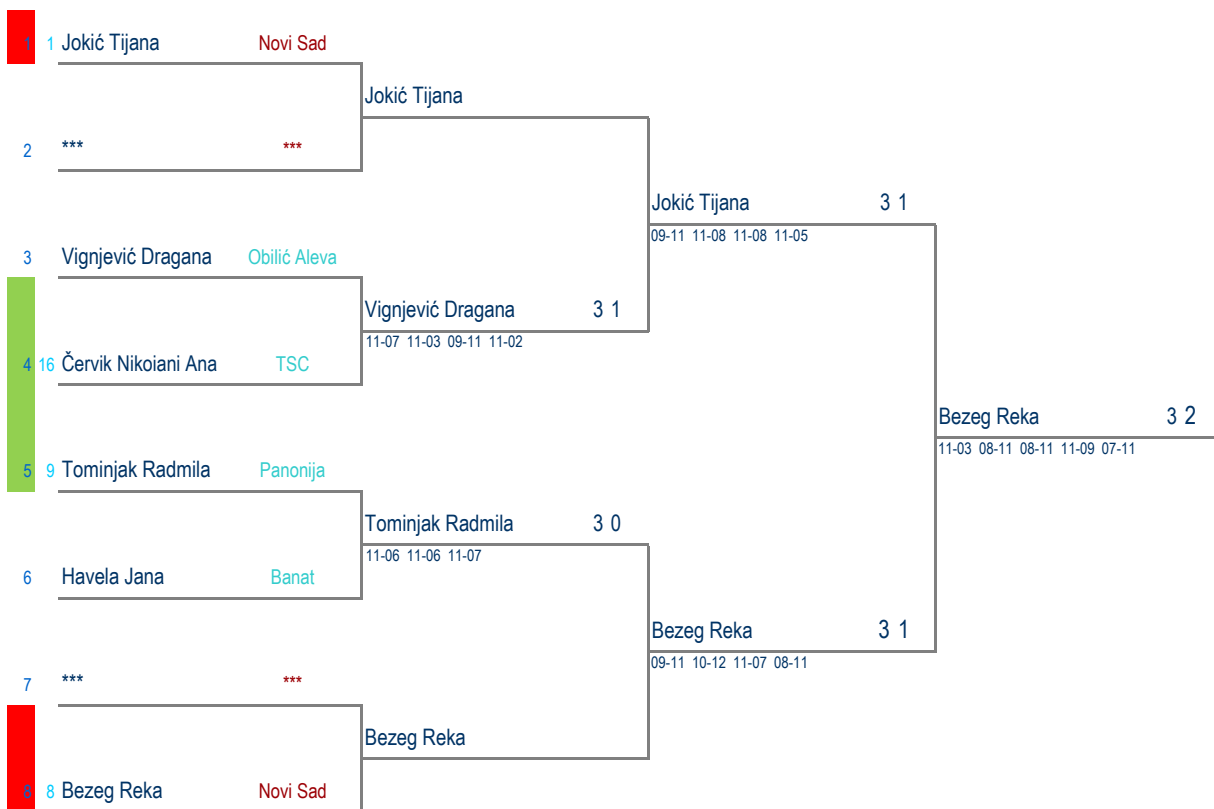 1 1 Jokić Tijana Novi Sad
Jokić Tijana
2 *** ***
Jokić Tijana 3 1
09-11 11-08 11-08 11-05
3 Vignjević Dragana Obilić Aleva
Vignjević Dragana 3 1
11-07 11-03 09-11 11-02
4 16 Červik Nikoiani Ana TSC
Bezeg Reka 3 2
11-03 08-11 08-11 11-09 07-11
5 9 Tominjak Radmila Panonija
Tominjak Radmila 3 0
11-06 11-06 11-07
6 Havela Jana Banat
Bezeg Reka 3 1
09-11 10-12 11-07 08-11
7 *** ***
Bezeg Reka
8 8 Bezeg Reka Novi Sad